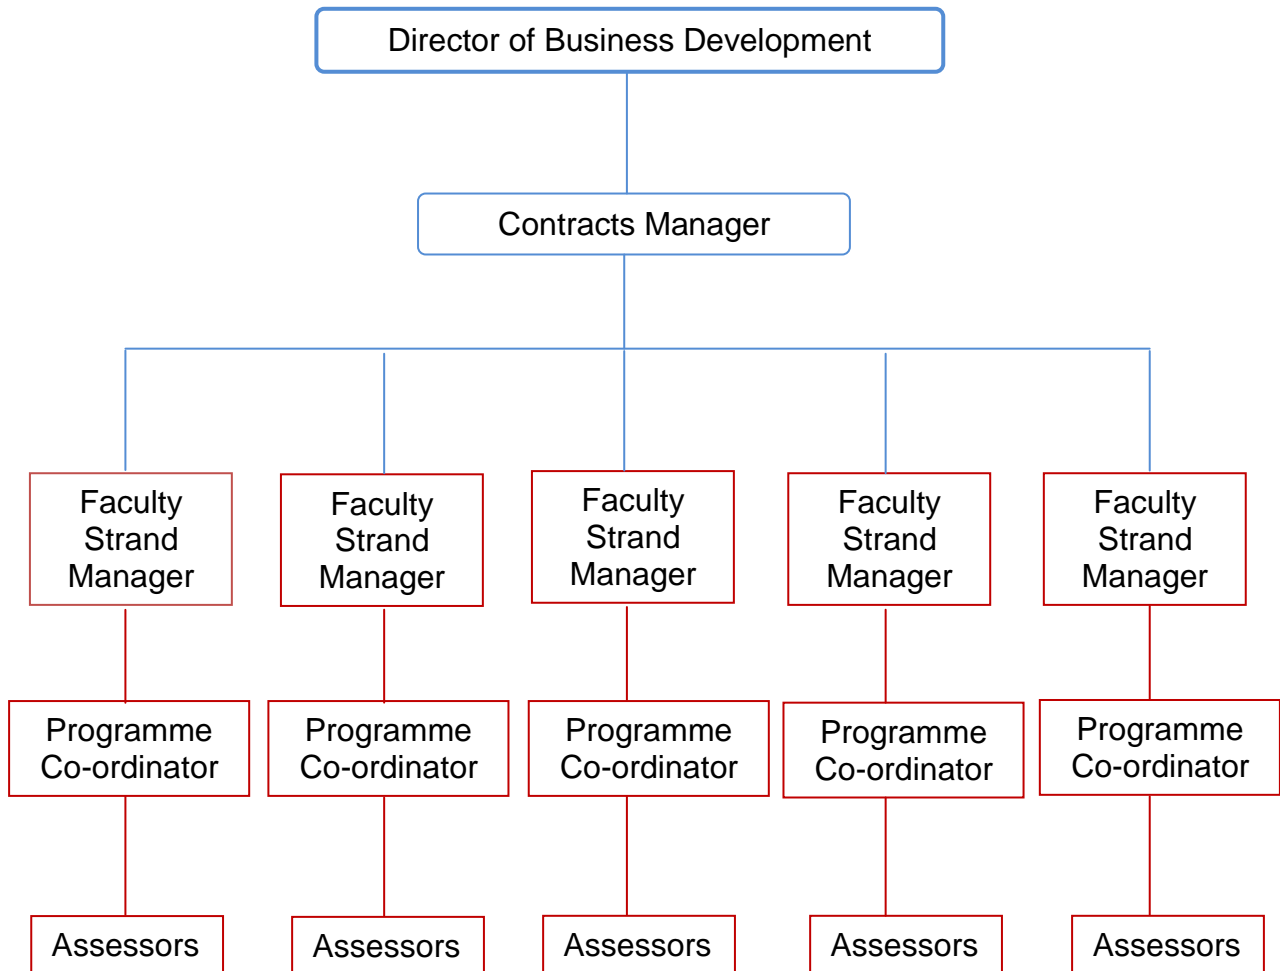 Director of Business Development
Contracts Manager
Faculty
Strand
Manager
Faculty
Strand
Manager
Faculty
Strand
Manager
Faculty
Strand
Manager
Faculty
Strand
Manager
Programme
Co-ordinator
Programme
Co-ordinator
Programme
Co-ordinator
Programme
Co-ordinator
Programme
Co-ordinator
Assessors
Assessors
Assessors
Assessors
Assessors